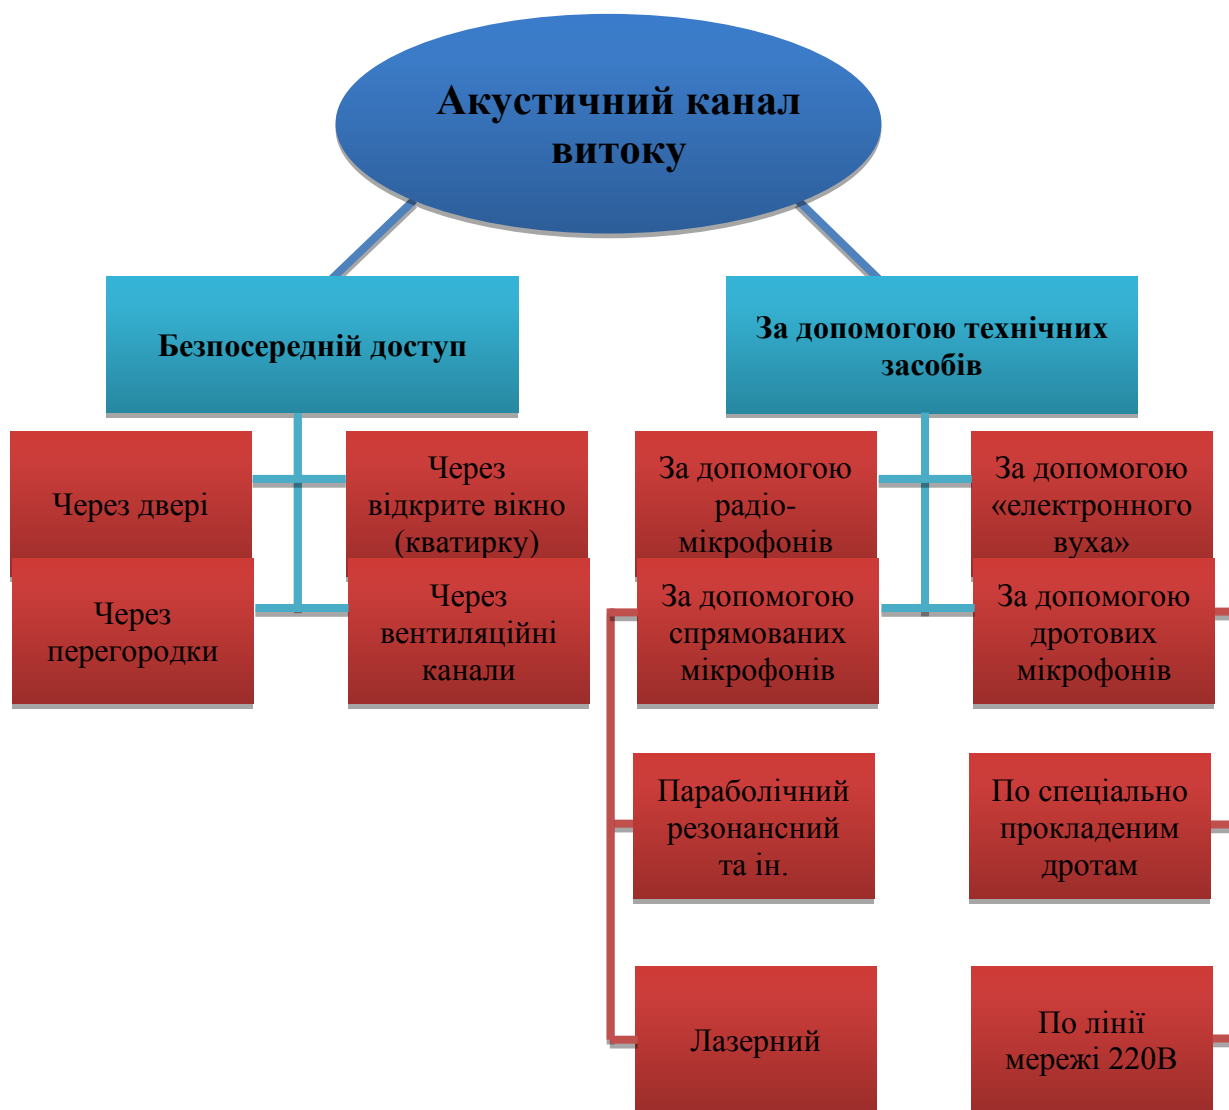 Акустичний канал
витоку
Безпосередній доступ
За допомогою технічних
засобів
Через двері
Через
відкрите вікно
(кватирку)
За допомогою
радіо-
мікрофонів
За допомогою
«електронного
вуха»
Через
перегородки
Через
вентиляційні
канали
За допомогою
спрямованих
мікрофонів
За допомогою
дротових
мікрофонів
Параболічний
резонансний
та ін.
По спеціально
прокладеним
дротам
Лазерний
По лінії
мережі 220В